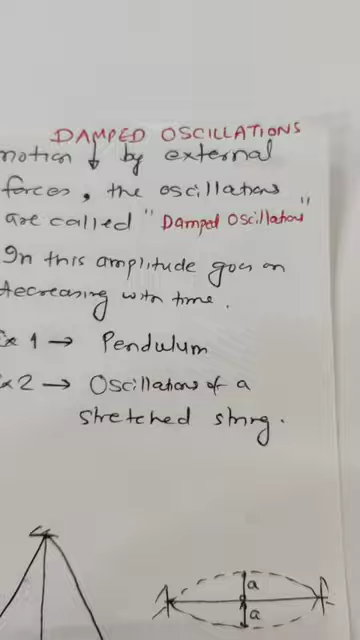 DAMPED OSCILLATIONS
motion ↓ by external
forces, the oscillations
are called "Damped Oscillations"
In this amplitude goes on
decreasing with time.
Ex 1 → Pendulum
Ex 2 → Oscillations of a
stretched string.
a
a